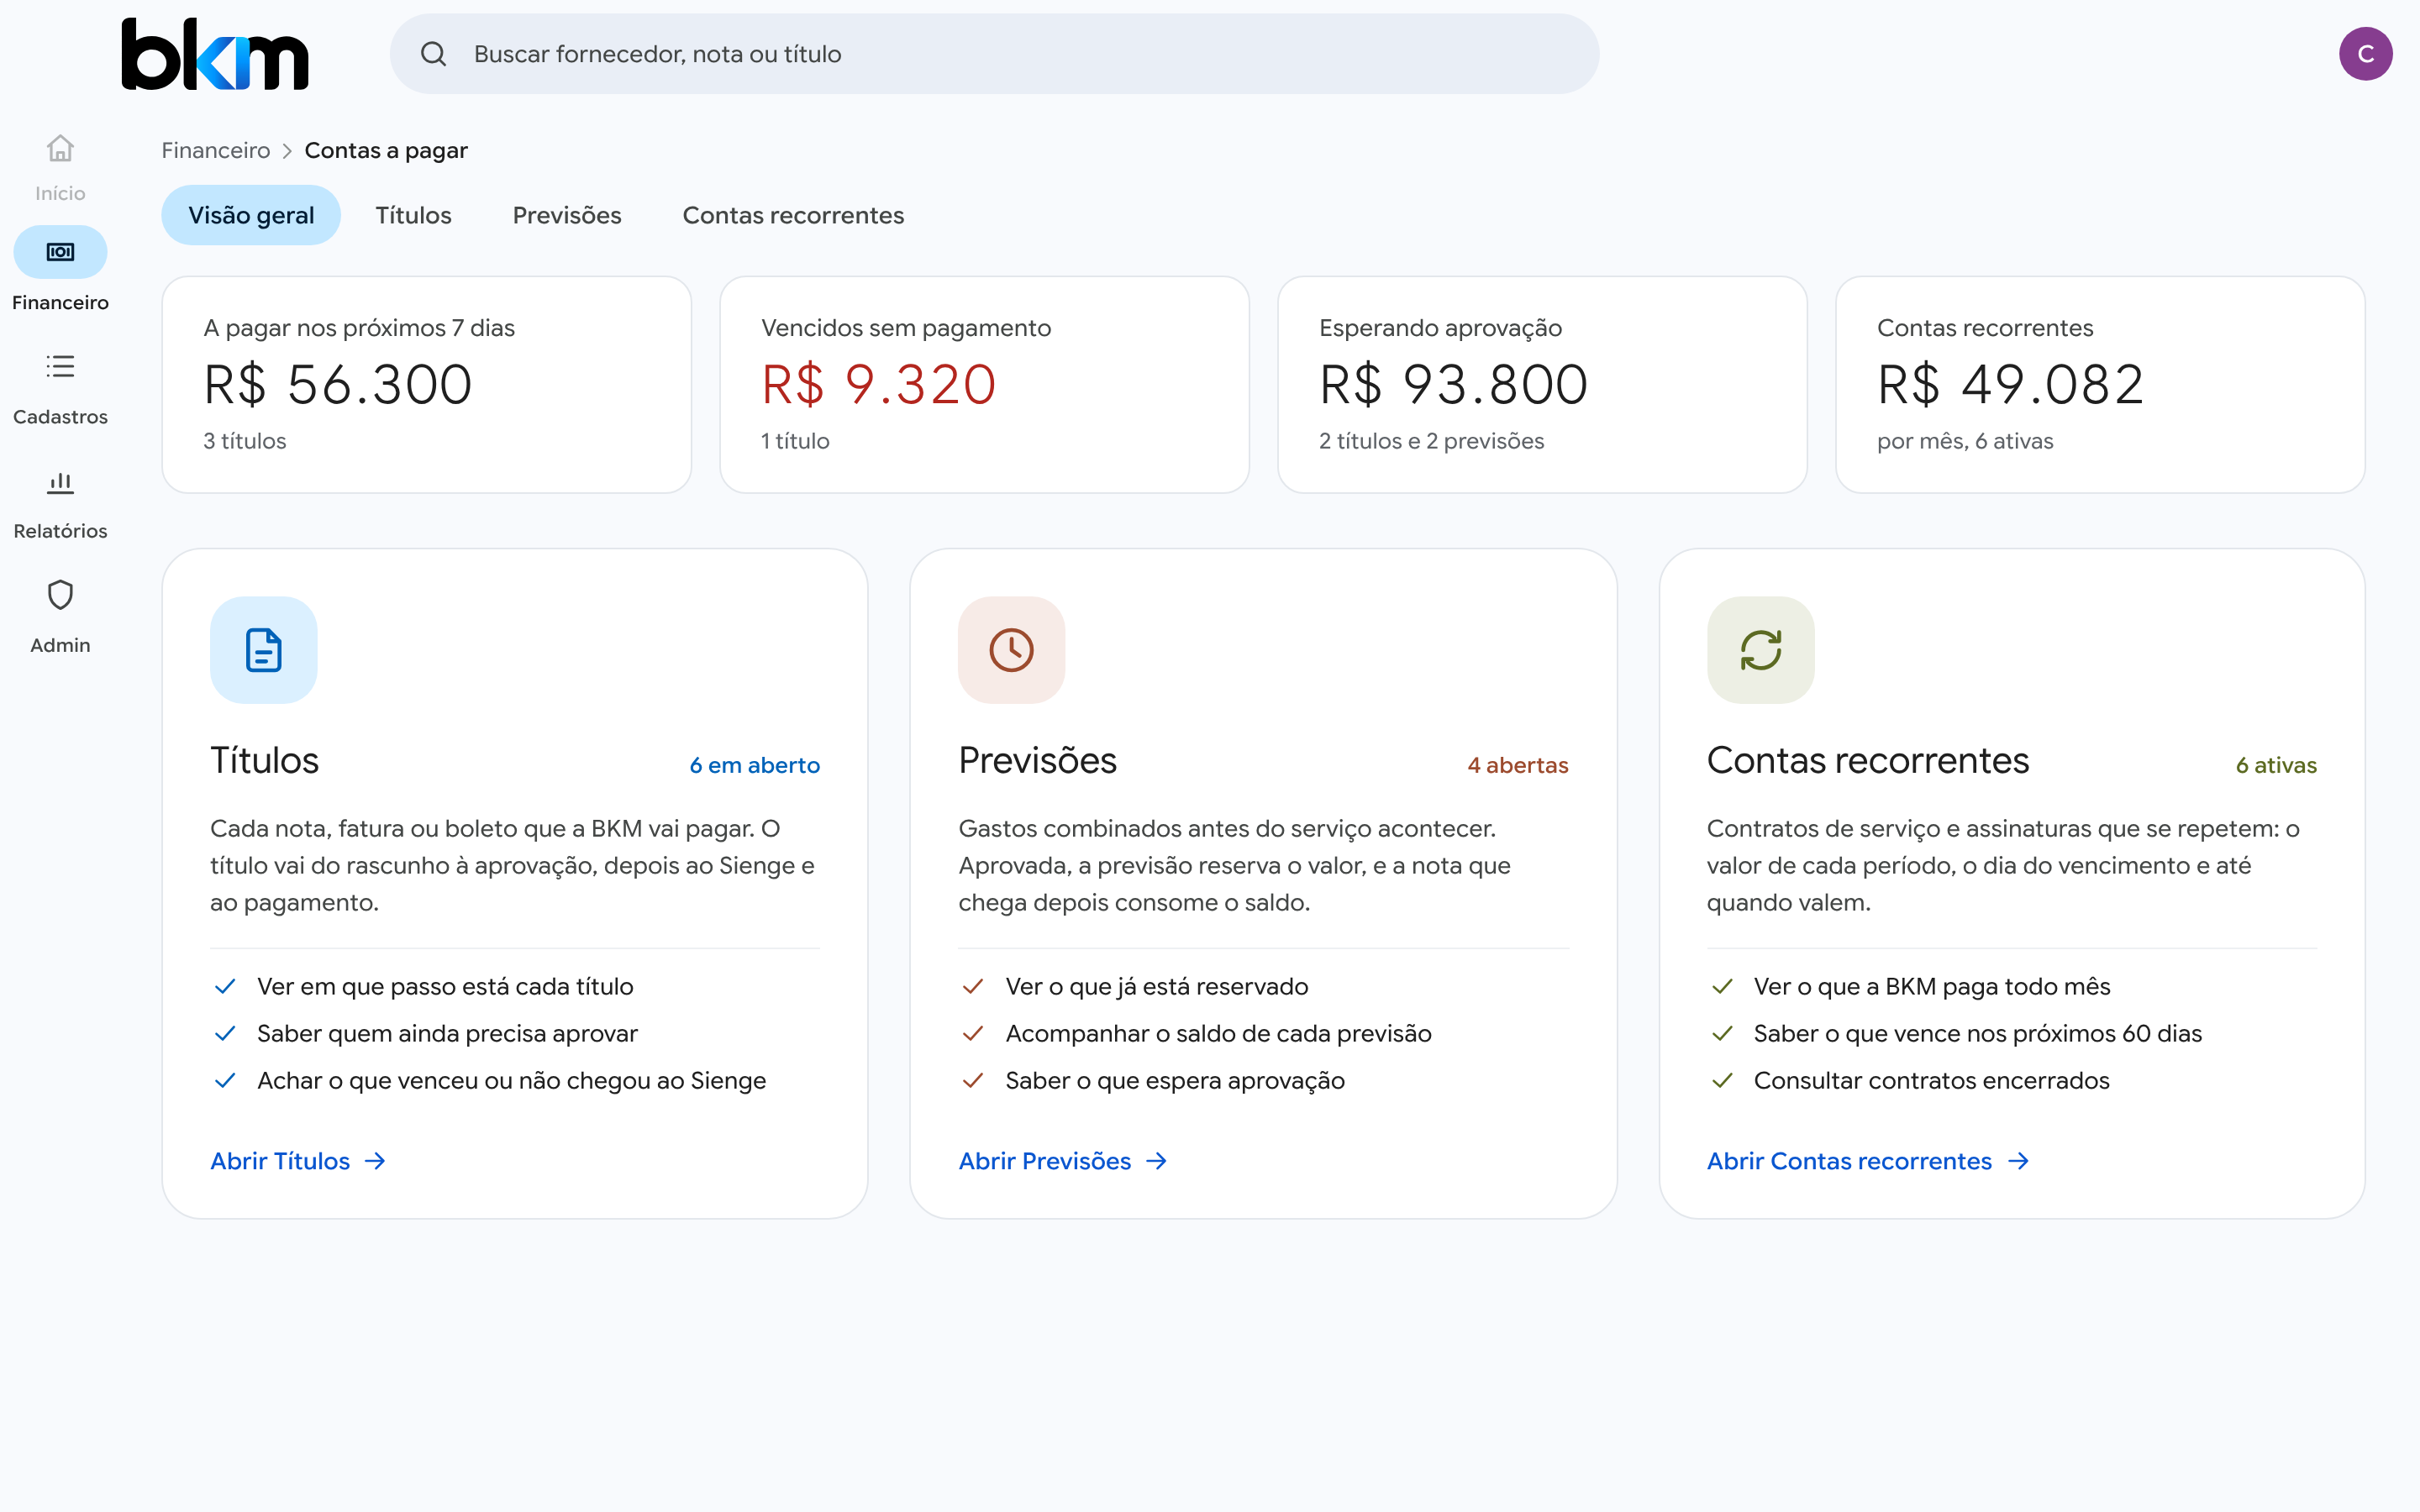 bkm
Buscar fornecedor, nota ou título
C
Início
Financeiro
Cadastros
Relatórios
Admin
Financeiro > Contas a pagar
Visão geral
Títulos
Previsões
Contas recorrentes
A pagar nos próximos 7 dias
R$ 56.300
3 títulos
Vencidos sem pagamento
R$ 9.320
1 título
Esperando aprovação
R$ 93.800
2 títulos e 2 previsões
Contas recorrentes
R$ 49.082
por mês, 6 ativas
Títulos
6 em aberto
Cada nota, fatura ou boleto que a BKM vai pagar. O
título vai do rascunho à aprovação, depois ao Sienge e
ao pagamento.
Ver em que passo está cada título
Saber quem ainda precisa aprovar
Achar o que venceu ou não chegou ao Sienge
Abrir Títulos
Previsões
4 abertas
Gastos combinados antes do serviço acontecer.
Aprovada, a previsão reserva o valor, e a nota que
chega depois consome o saldo.
Ver o que já está reservado
Acompanhar o saldo de cada previsão
Saber o que espera aprovação
Abrir Previsões
Contas recorrentes
6 ativas
Contratos de serviço e assinaturas que se repetem: o
valor de cada período, o dia do vencimento e até
quando valem.
Ver o que a BKM paga todo mês
Saber o que vence nos próximos 60 dias
Consultar contratos encerrados
Abrir Contas recorrentes